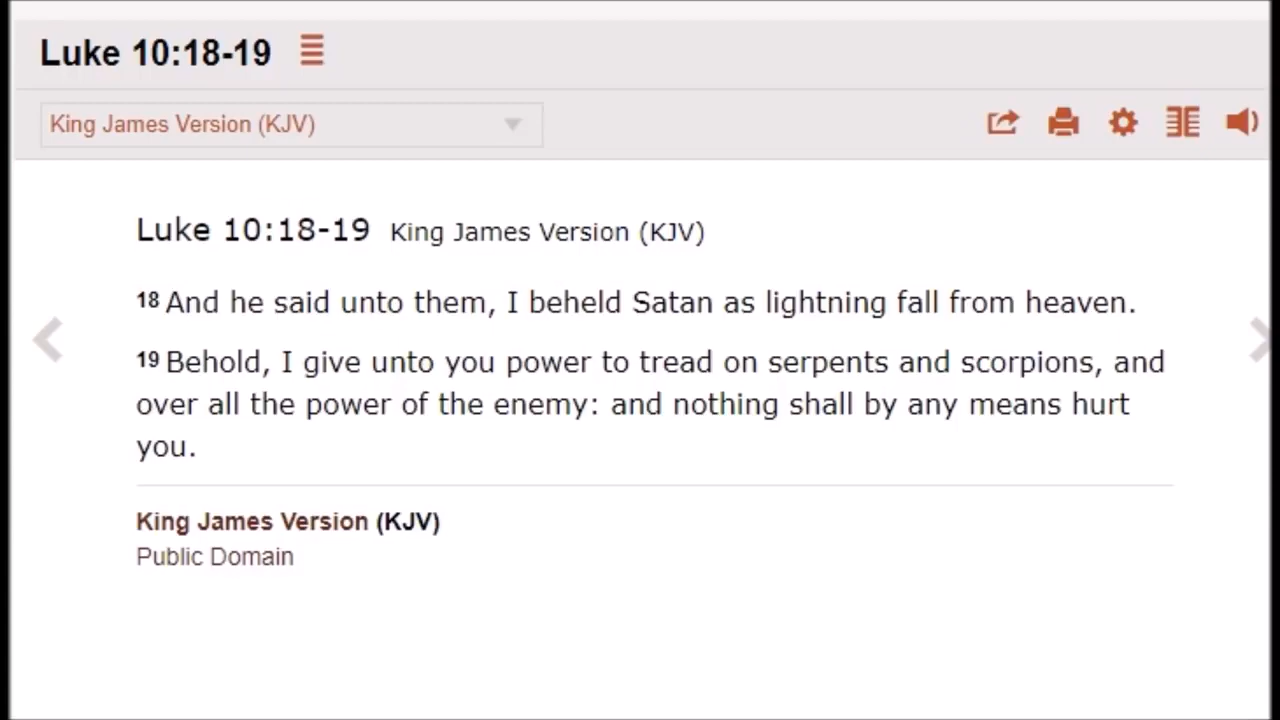 Luke 10:18-19
King James Version (KJV)
Luke 10:18-19 King James Version (KJV)
18 And he said unto them, I beheld Satan as lightning fall from heaven.
19 Behold, I give unto you power to tread on serpents and scorpions, and
over all the power of the enemy: and nothing shall by any means hurt
you.
King James Version (KJV)
Public Domain